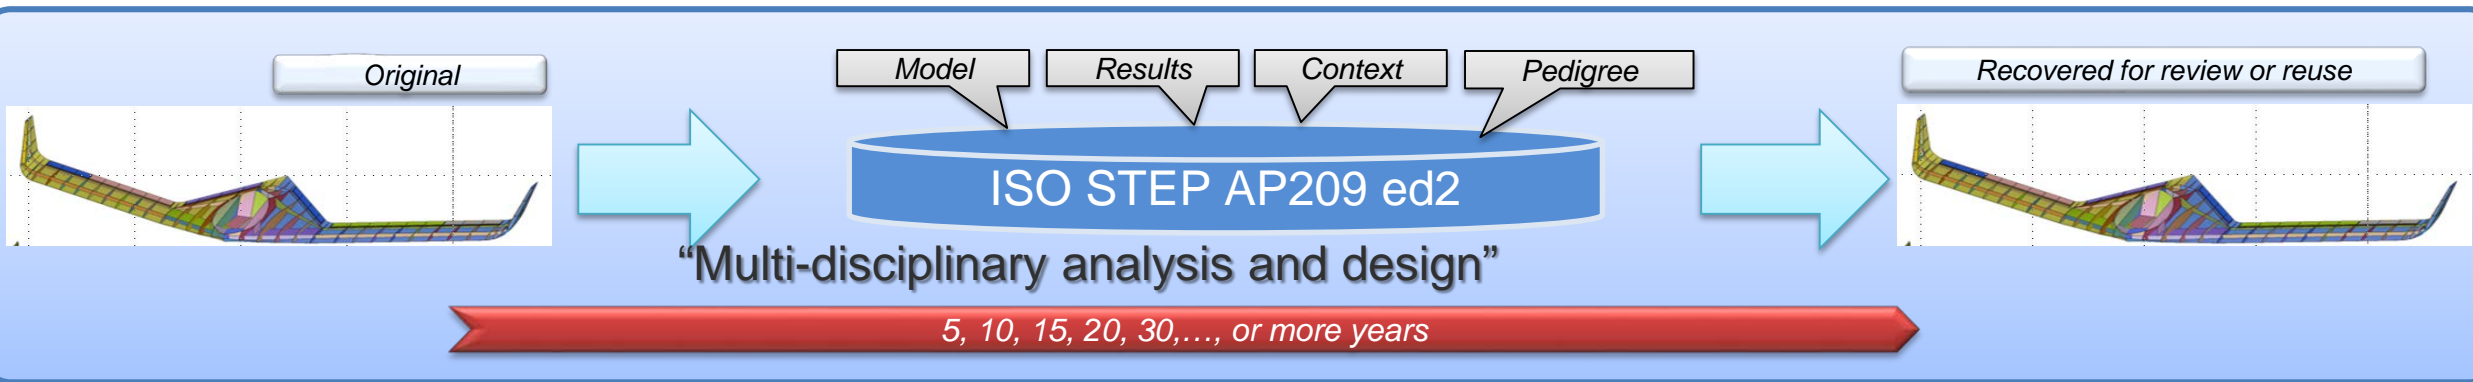 Original
Model
Results
Context
Pedigree
Recovered for review or reuse
ISO STEP AP209 ed2
“Multi-disciplinary analysis and design”
5, 10, 15, 20, 30,…, or more years